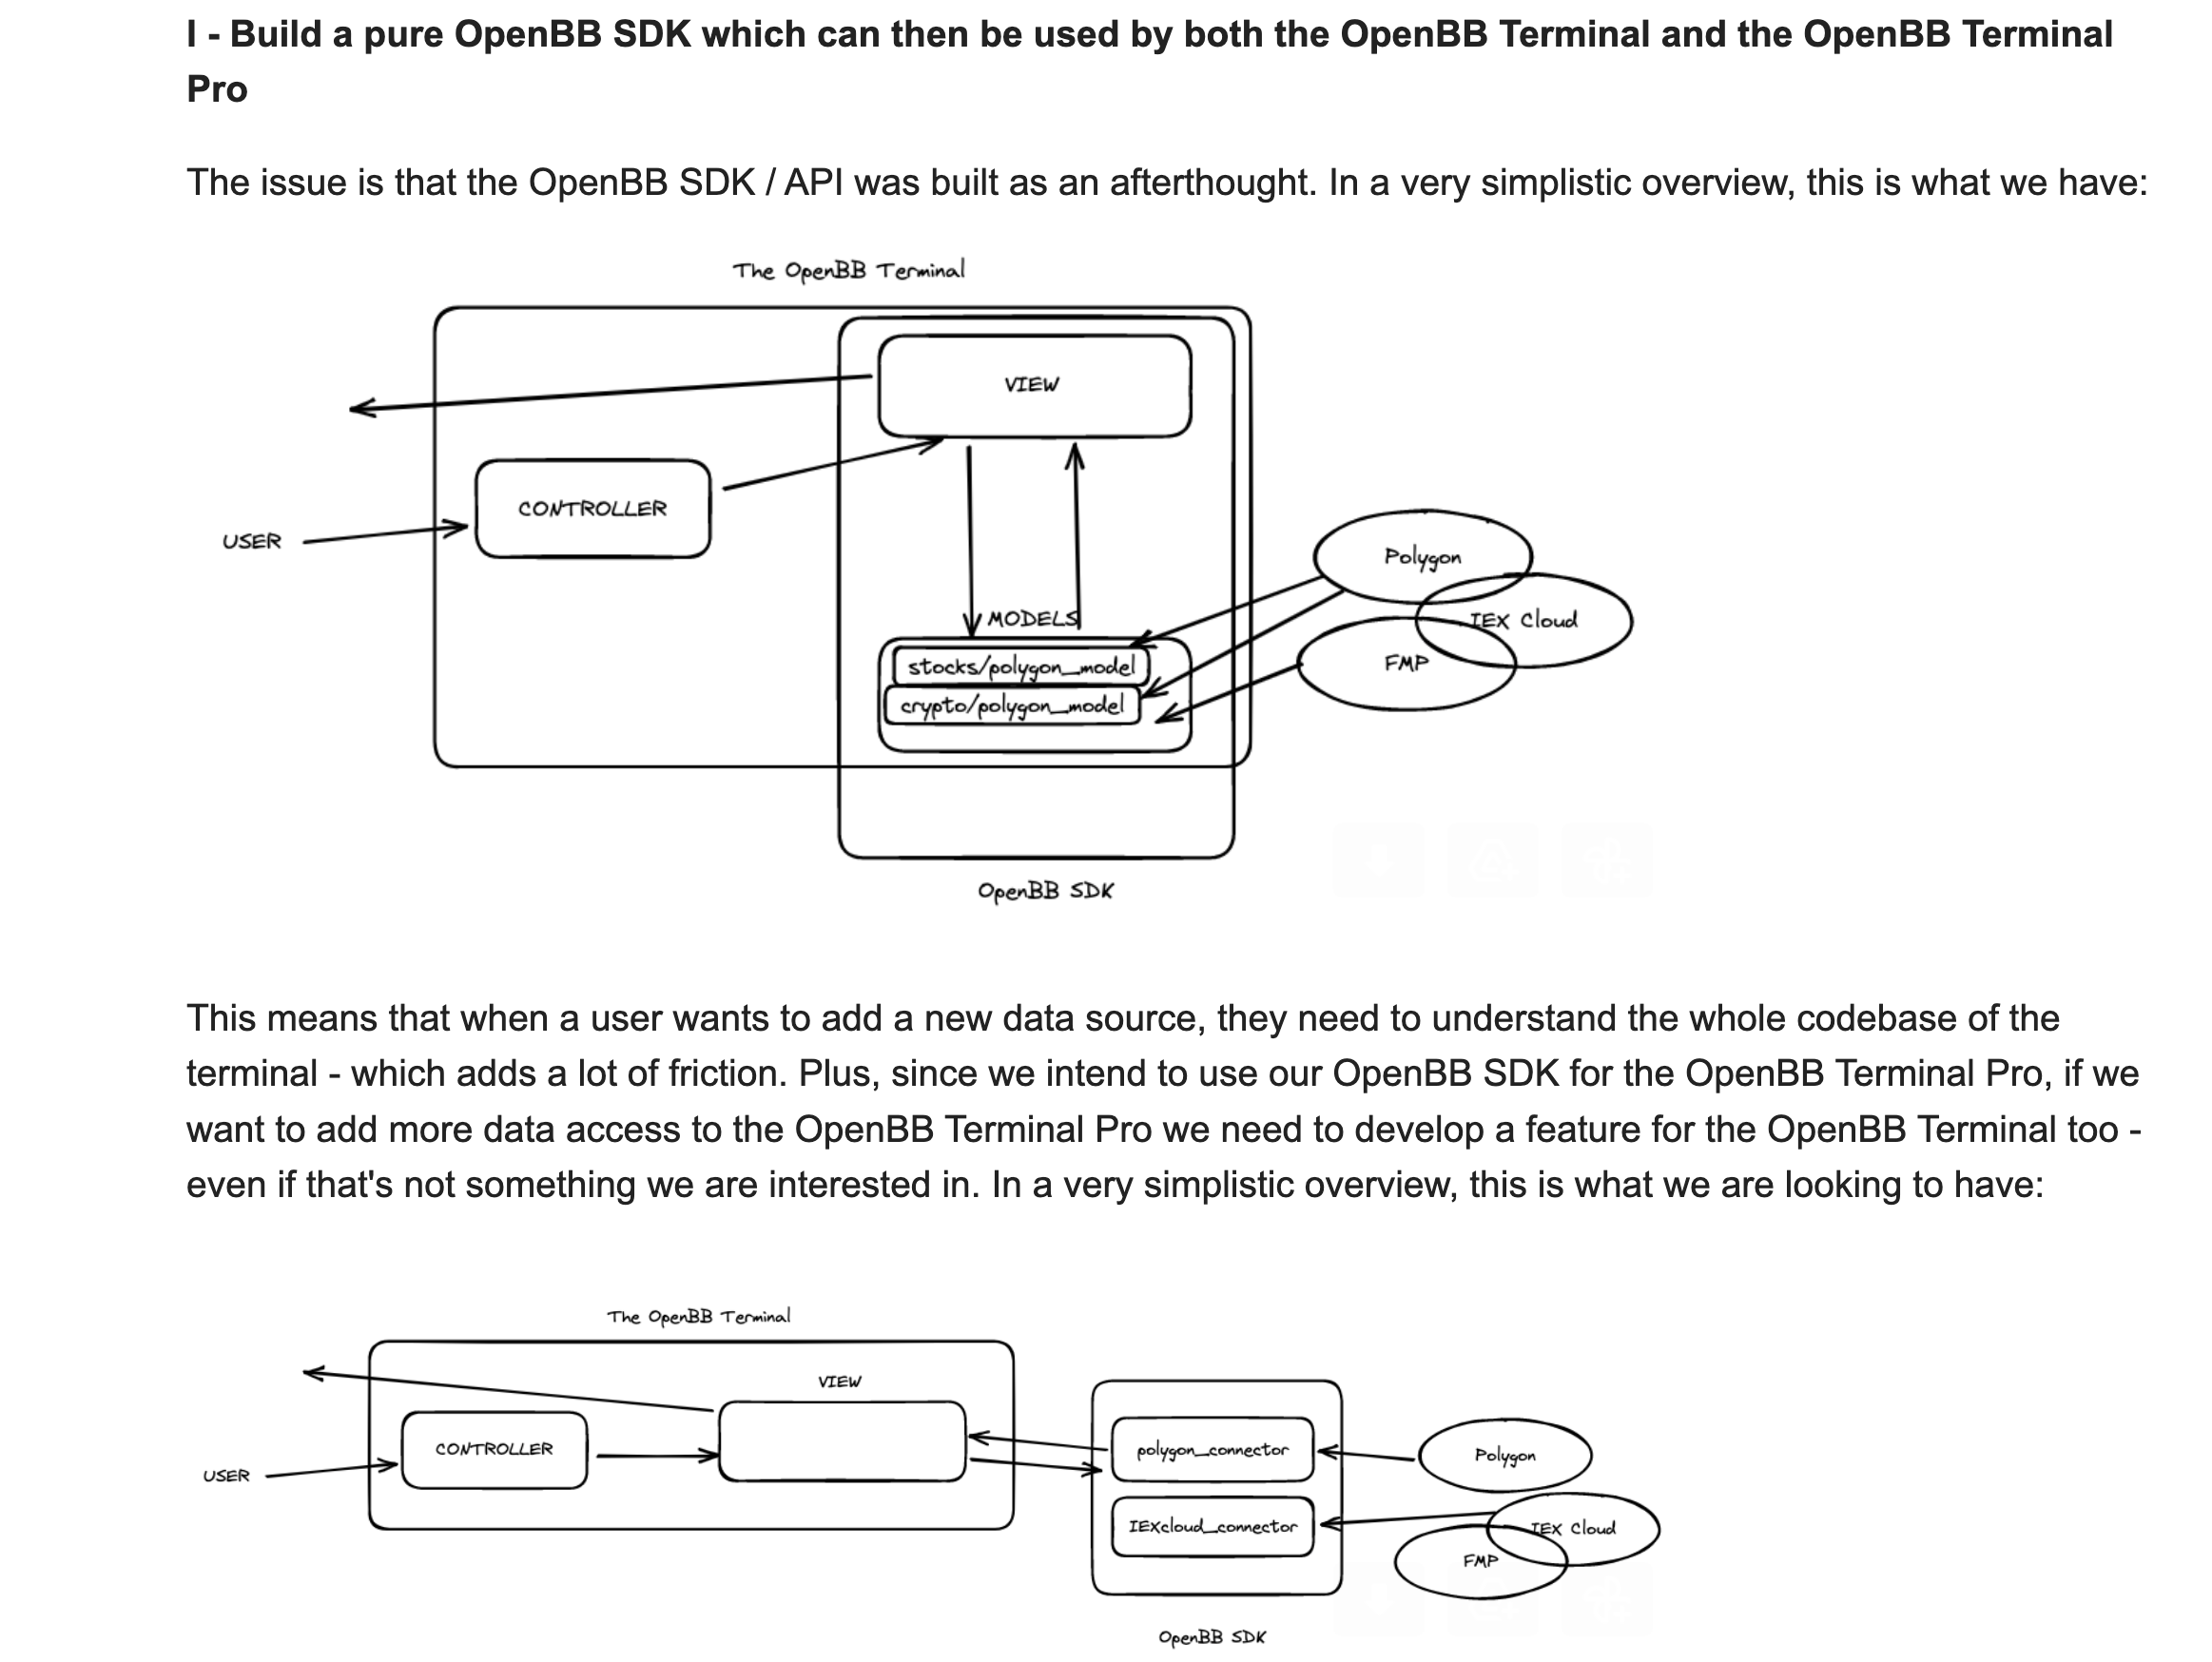 I - Build a pure OpenBB SDK which can then be used by both the OpenBB Terminal and the OpenBB Terminal
Pro
The issue is that the OpenBB SDK / API was built as an afterthought. In a very simplistic overview, this is what we have:
The OpenBB Terminal
VIEW
CONTROLLER
USER
Polygon
IEX Cloud
MODELS
FMP
stocks/polygon_model
crypto/polygon_model
OpenBB SDK
This means that when a user wants to add a new data source, they need to understand the whole codebase of the
terminal - which adds a lot of friction. Plus, since we intend to use our OpenBB SDK for the OpenBB Terminal Pro, if we
want to add more data access to the OpenBB Terminal Pro we need to develop a feature for the OpenBB Terminal too -
even if that's not something we are interested in. In a very simplistic overview, this is what we are looking to have:
The OpenBB Terminal
VIEW
CONTROLLER
USER
polygon_connector
Polygon
IEXcloud_connector
IEX Cloud
FMP
OpenBB SDK